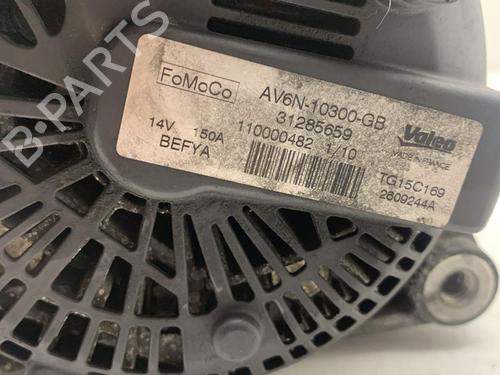 B-PARTS
FoMoCo
AV6N-10300-GB
31285659
14V 150A 110000482 1/10
BEFYA
Valeo
MADE IN FRANCE
TG15C169
2609244A